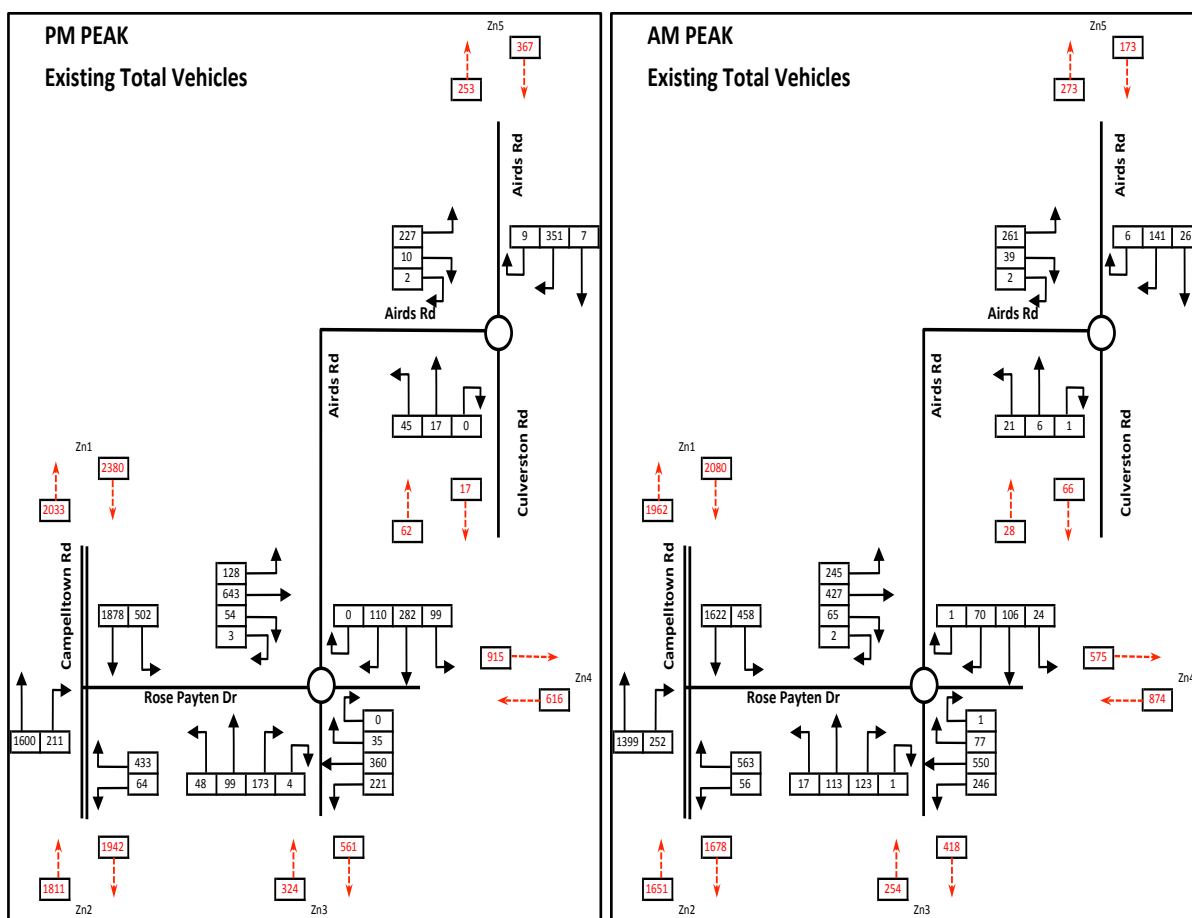 PM PEAK
Existing Total Vehicles
Zn5
367
253
Airds Rd
227
10
2
9 351 7
Airds Rd
Airds Rd
45 17 0
Culverston Rd
17
62
Zn1
2380
2033
Campelltown Rd
128
643
54
3
1878 502
0 110 282 99
915
Zn4
616
Rose Payten Dr
1600 211
433
64
48 99 173 4
0
35
360
221
1942
1811
Zn2
561
324
Zn3
AM PEAK
Existing Total Vehicles
Zn5
173
273
Airds Rd
261
39
2
6 141 26
Airds Rd
Airds Rd
21 6 1
Culverston Rd
66
28
Zn1
2080
1962
Campelltown Rd
245
427
65
2
1622 458
1 70 106 24
575
Zn4
874
Rose Payten Dr
1399 252
563
56
17 113 123 1
1
77
550
246
1678
1651
Zn2
418
254
Zn3